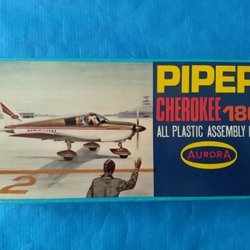 PIPER
CHEROKEE 180
ALL PLASTIC ASSEMBLY
AURORA
2